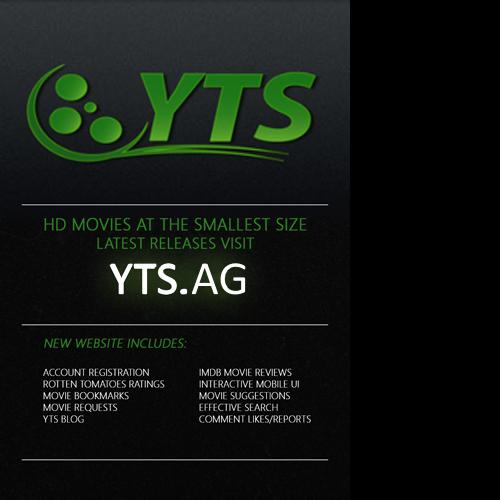 YTS
HD MOVIES AT THE SMALLEST SIZE
LATEST RELEASES VISIT
YTS.AG
NEW WEBSITE INCLUDES:
ACCOUNT REGISTRATION
ROTTEN TOMATOES RATINGS
MOVIE BOOKMARKS
MOVIE REQUESTS
YTS BLOG
IMDB MOVIE REVIEWS
INTERACTIVE MOBILE UI
MOVIE SUGGESTIONS
EFFECTIVE SEARCH
COMMENT LIKES/REPORTS